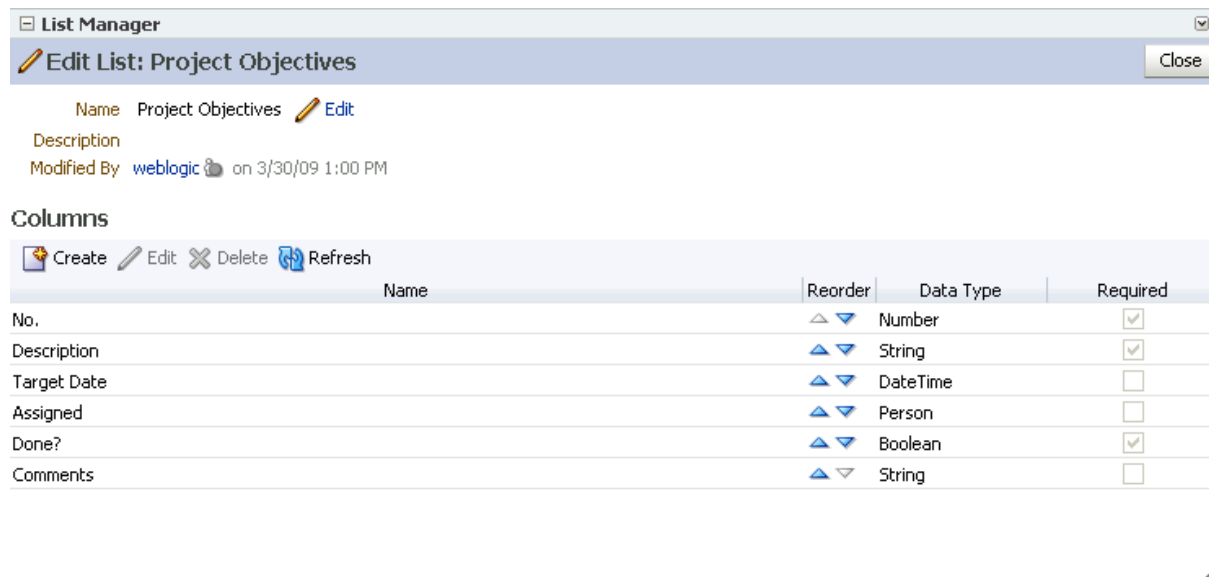 List Manager
Edit List: Project Objectives Close
Name Project Objectives Edit
Description
Modified By weblogic on 3/30/09 1:00 PM
Columns
Create Edit Delete Refresh
Name Reorder Data Type Required
No. Number
Description String
Target Date DateTime
Assigned Person
Done? Boolean
Comments String